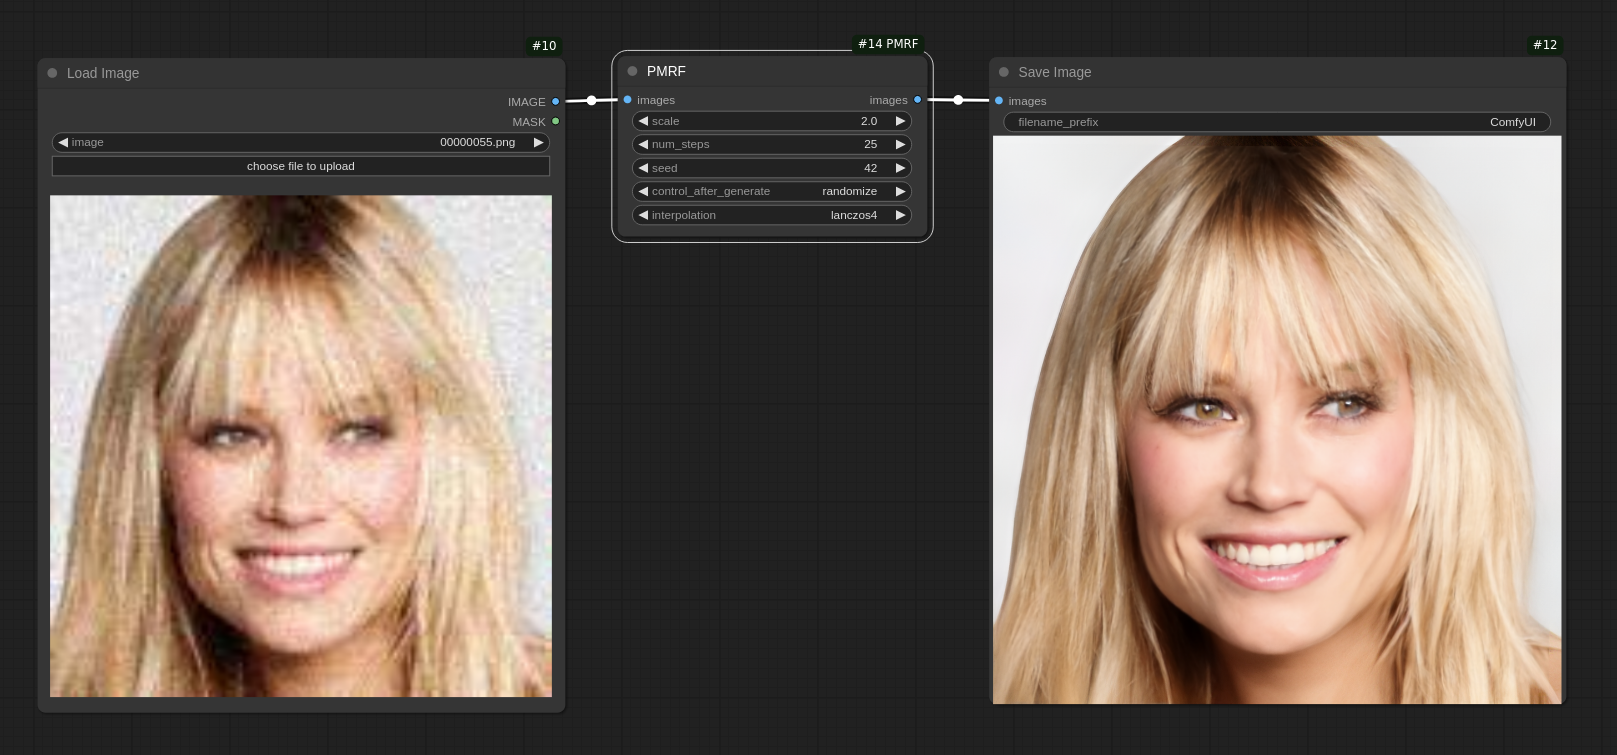 #10
Load Image
IMAGE
MASK
image 00000055.png
choose file to upload
#14 PMRF
PMRF
images images
scale 2.0
num_steps 25
seed 42
control_after_generate randomize
interpolation lanczos4
#12
Save Image
images
filename_prefix ComfyUI